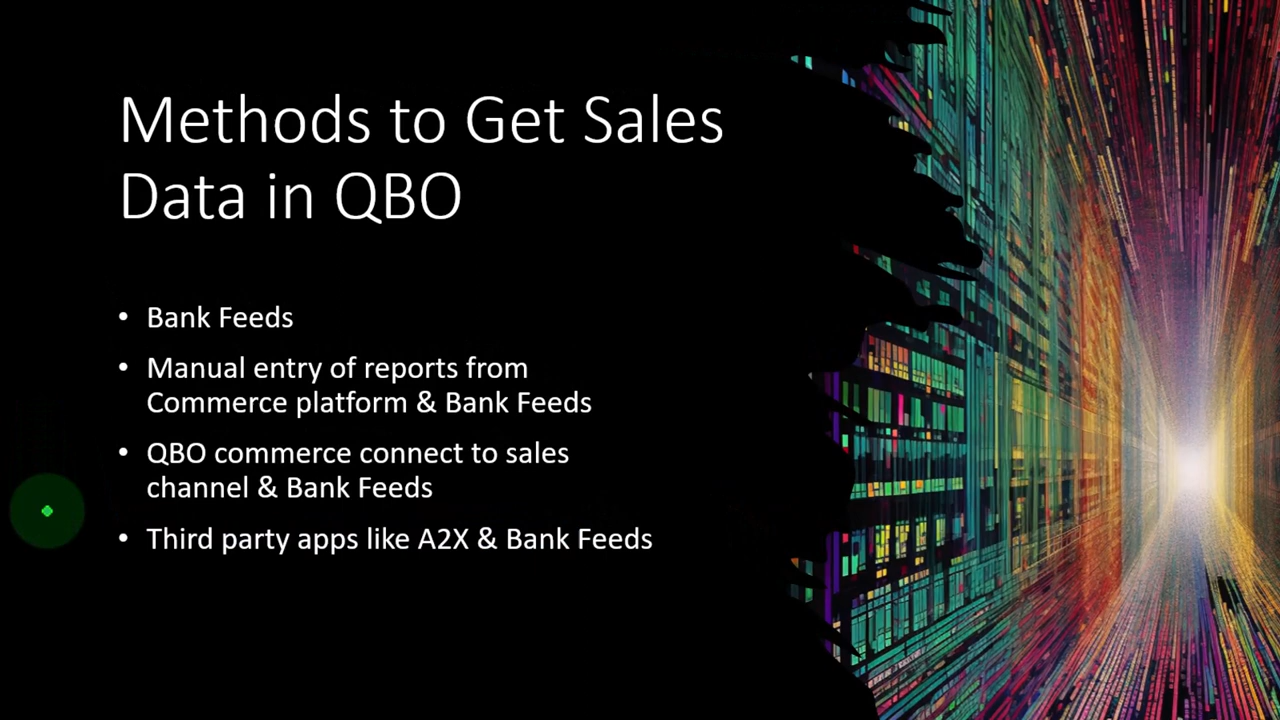 Methods to Get Sales
Data in QBO
• Bank Feeds
• Manual entry of reports from
Commerce platform & Bank Feeds
• QBO commerce connect to sales
channel & Bank Feeds
• Third party apps like A2X & Bank Feeds